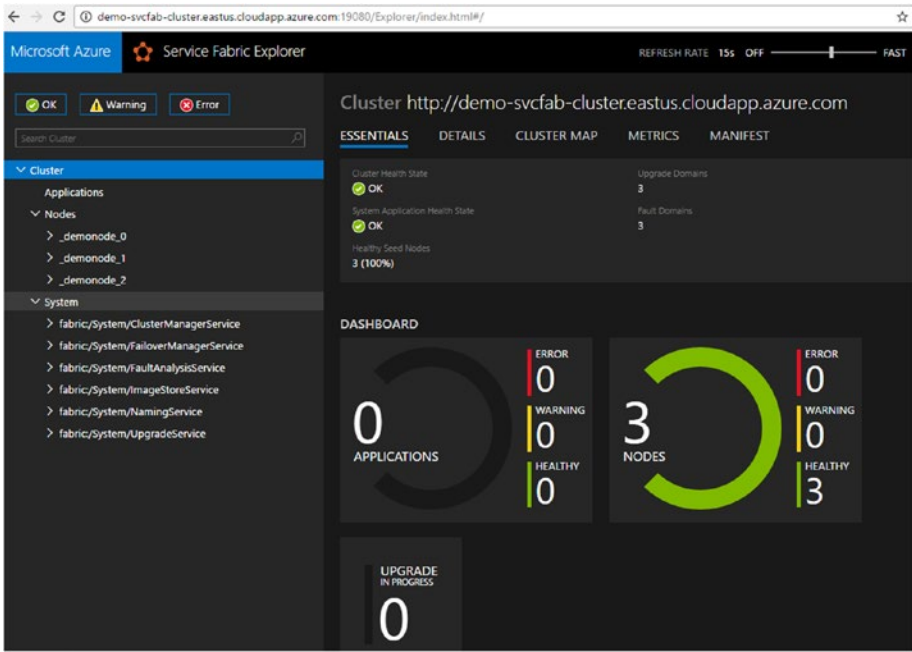 demo-svcfab-cluster.eastus.cloudapp.azure.com:19080/Explorer/index.html#/
Microsoft Azure Service Fabric Explorer REFRESH RATE 15s OFF FAST
OK Warning Error
Search Cluster
Cluster
Applications
Nodes
_demonode_0
_demonode_1
_demonode_2
System
fabric:/System/ClusterManagerService
fabric:/System/FailoverManagerService
fabric:/System/FaultAnalysisService
fabric:/System/ImageStoreService
fabric:/System/NamingService
fabric:/System/UpgradeService
Cluster http://demo-svcfab-cluster.eastus.cloudapp.azure.com
ESSENTIALS DETAILS CLUSTER MAP METRICS MANIFEST
Cluster Health State
OK
System Application Health State
OK
Healthy Seed Nodes
3 (100%)
Upgrade Domains
3
Fault Domains
3
DASHBOARD
0
APPLICATIONS
ERROR
0
WARNING
0
HEALTHY
0
3
NODES
ERROR
0
WARNING
0
HEALTHY
3
UPGRADE
IN PROGRESS
0